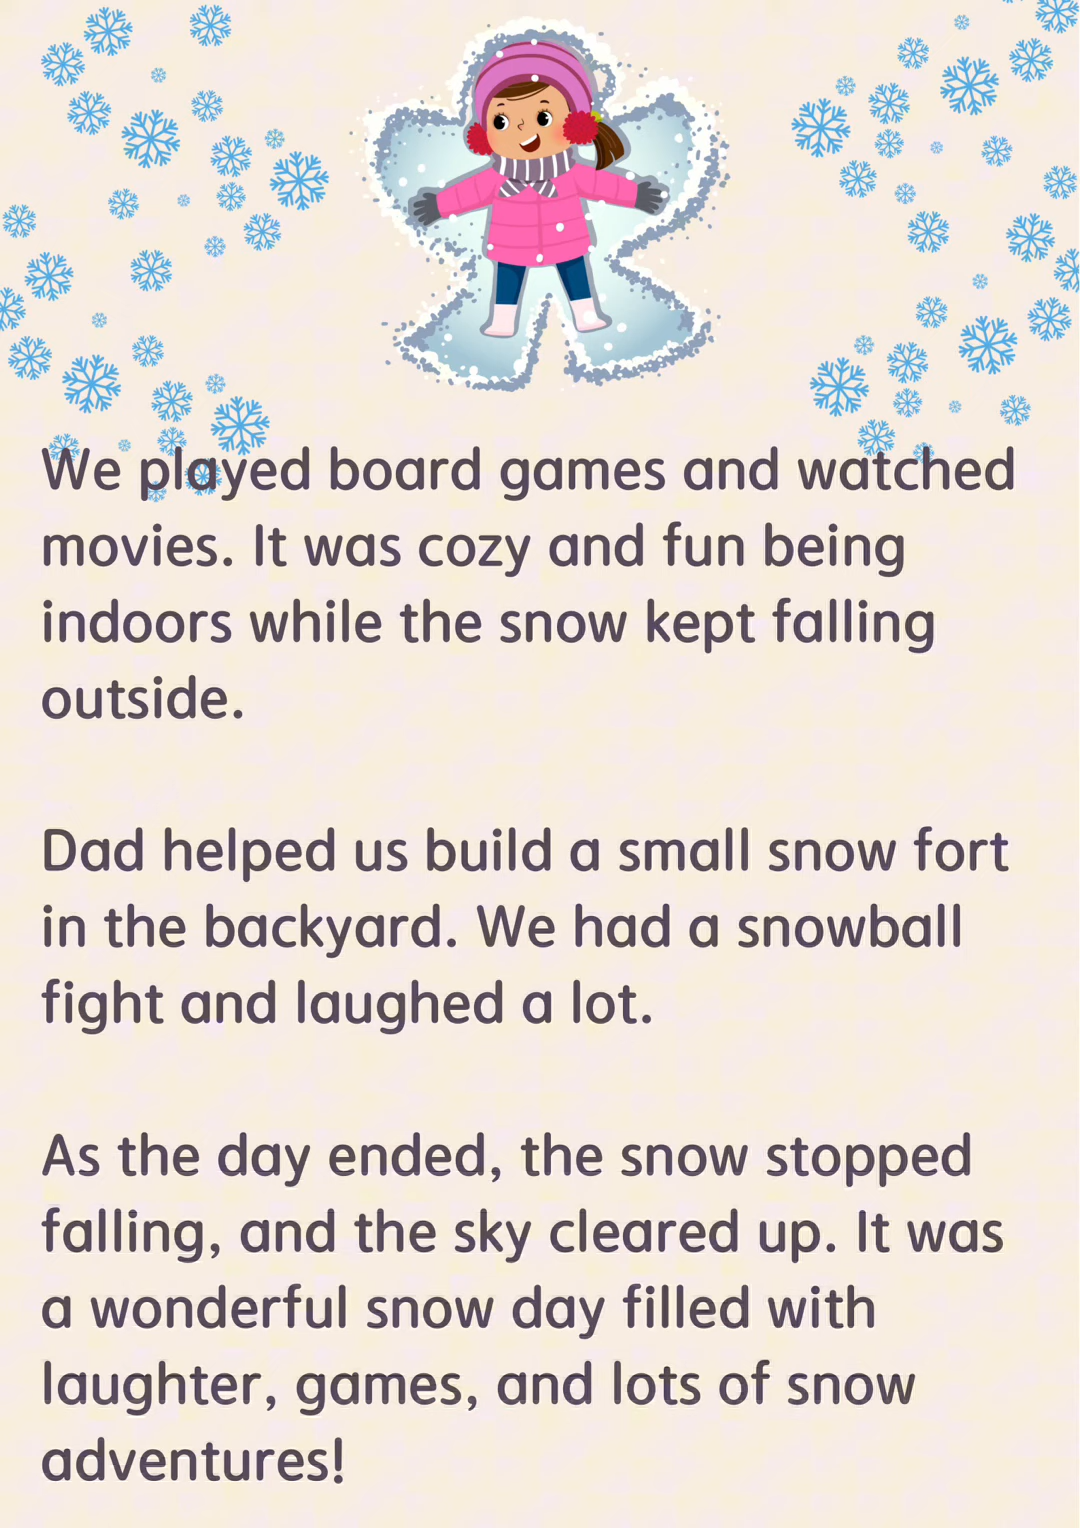 We played board games and watched
movies. It was cozy and fun being
indoors while the snow kept falling
outside.
Dad helped us build a small snow fort
in the backyard. We had a snowball
fight and laughed a lot.
As the day ended, the snow stopped
falling, and the sky cleared up. It was
a wonderful snow day filled with
laughter, games, and lots of snow
adventures!